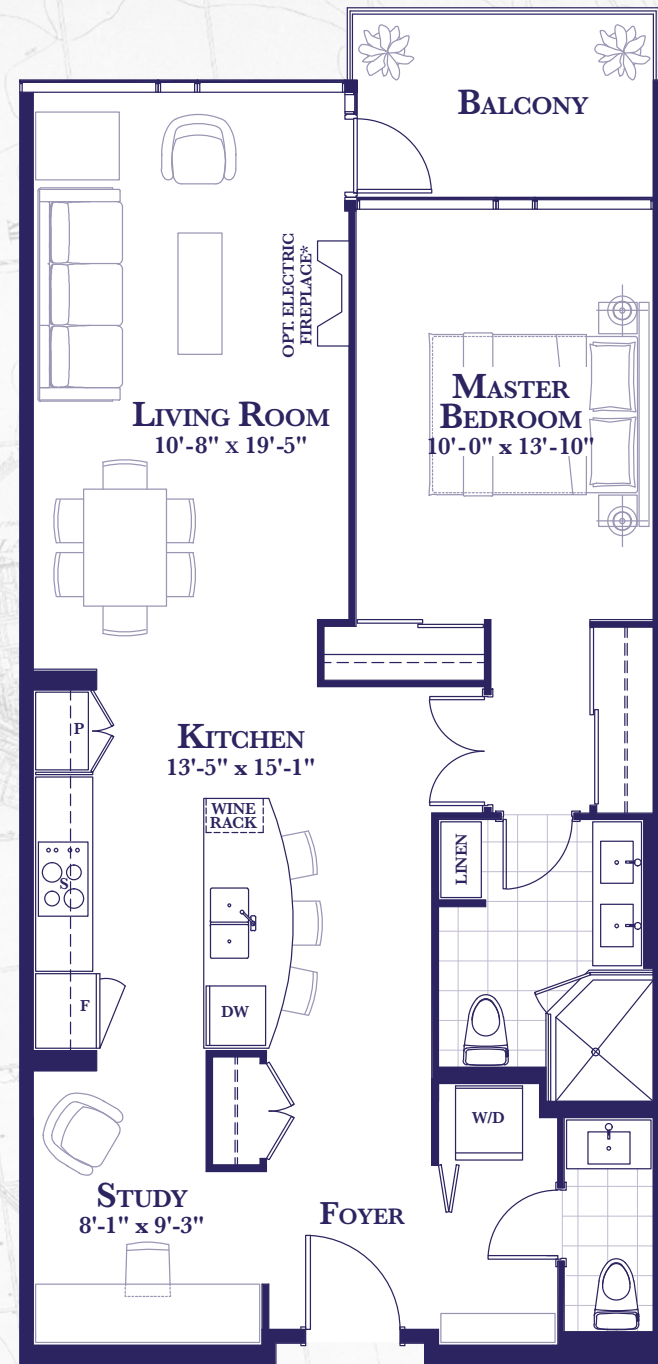 BALCONY
OPT. ELECTRIC
FIREPLACE*
LIVING ROOM
10'-8" x 19'-5"
MASTER
BEDROOM
10'-0" x 13'-10"
P
KITCHEN
13'-5" x 15'-1"
WINE
RACK
LINEN
S
F
DW
W/D
STUDY
8'-1" x 9'-3"
FOYER